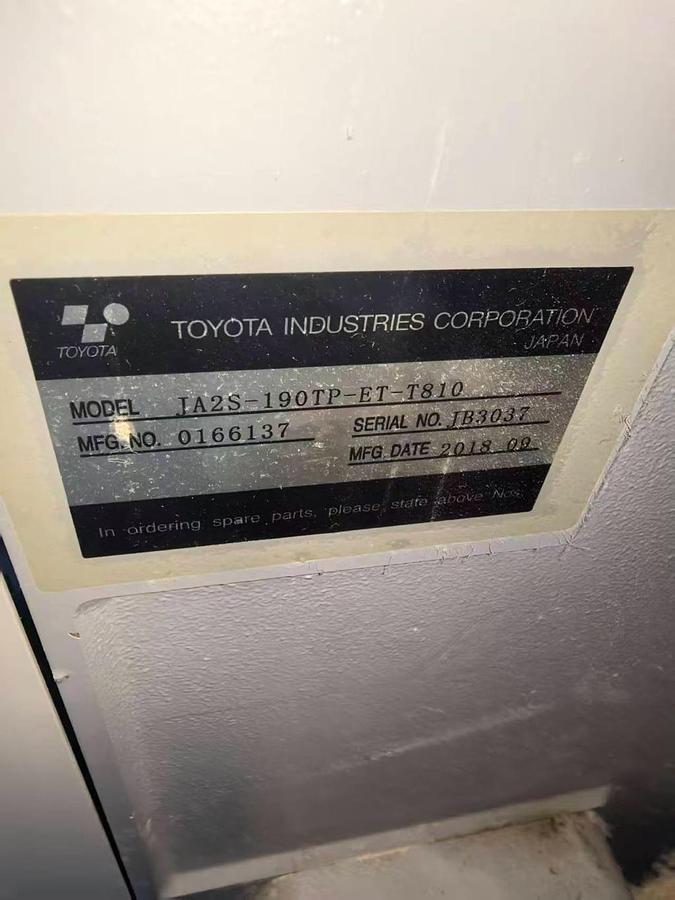 TOYOTA
TOYOTA INDUSTRIES CORPORATION
JAPAN
MODEL JA2S-190TP-ET-T810
MFG. NO. 0166137
SERIAL NO. JB3037
MFG DATE 2018 09
In ordering spare parts, please state above Nos.